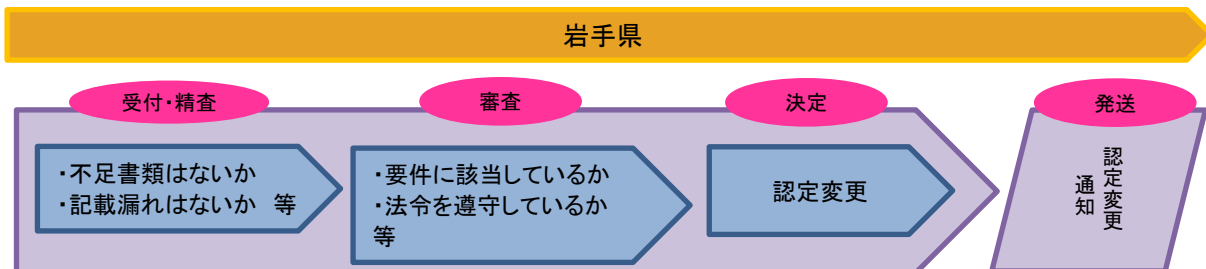 岩手県
受付・精査
・不足書類はないか
・記載漏れはないか 等
審査
・要件に該当しているか
・法令を遵守しているか
等
決定
認定変更
発送
認定変更
通知